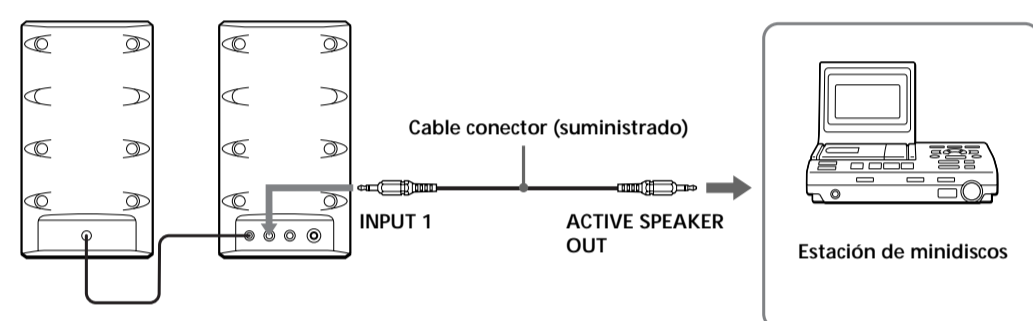 Cable conector (suministrado)
INPUT 1
ACTIVE SPEAKER
OUT
Estación de minidiscos